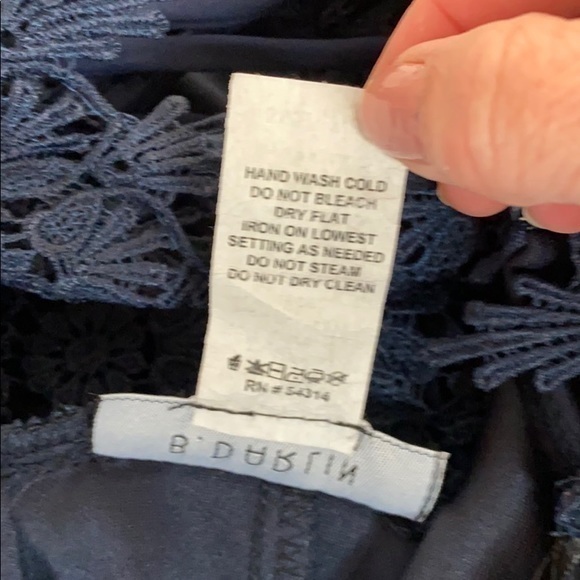 HAND WASH COLD
DO NOT BLEACH
DRY FLAT
IRON ON LOWEST
SETTING AS NEEDED
DO NOT STEAM
DO NOT DRY CLEAN
RN # 54314
B. DARLIN